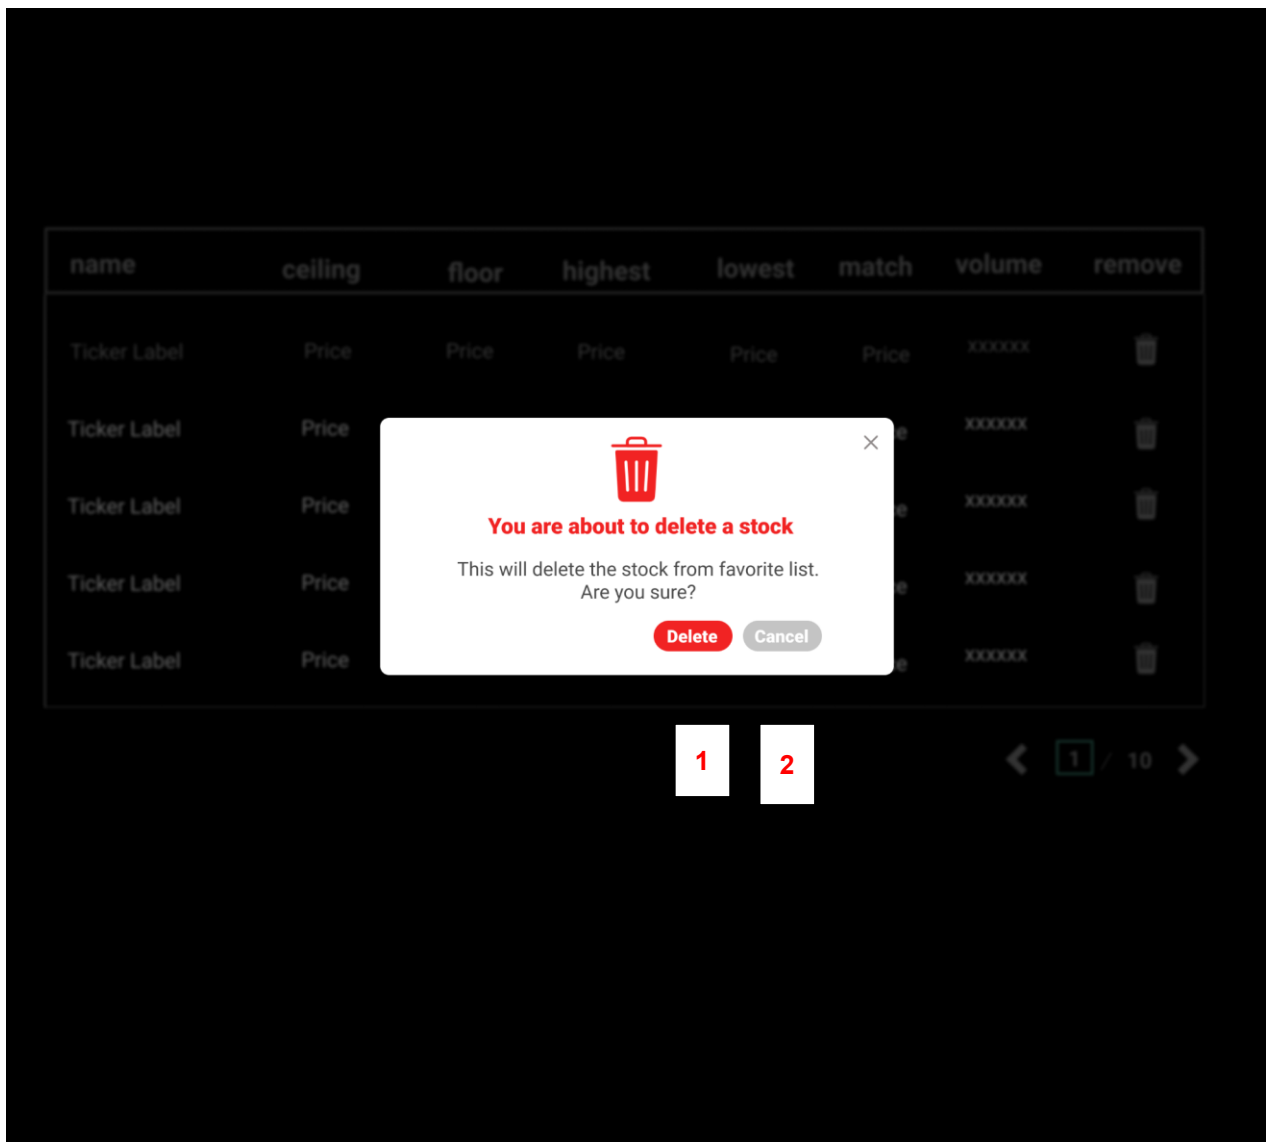 name ceiling floor highest lowest match volume remove
Ticker Label Price Price Price Price Price xxxxxx
Ticker Label Price e xxxxxx
Ticker Label Price e xxxxxx
Ticker Label Price e xxxxxx
Ticker Label Price e xxxxxx
You are about to delete a stock
This will delete the stock from favorite list.
Are you sure?
Delete Cancel
1 2
1 / 10